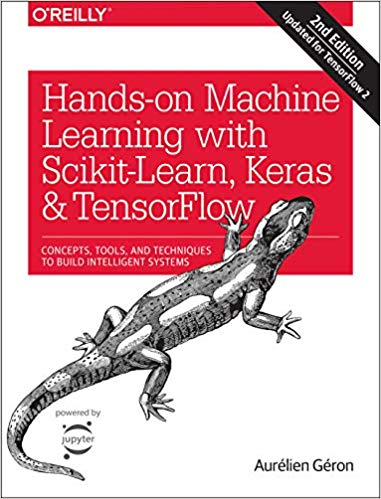 O'REILLY®
2nd Edition
Updated for TensorFlow 2
Hands-on Machine
Learning with
Scikit-Learn, Keras
& TensorFlow
CONCEPTS, TOOLS, AND TECHNIQUES
TO BUILD INTELLIGENT SYSTEMS
powered by
jupyter
Aurélien Géron